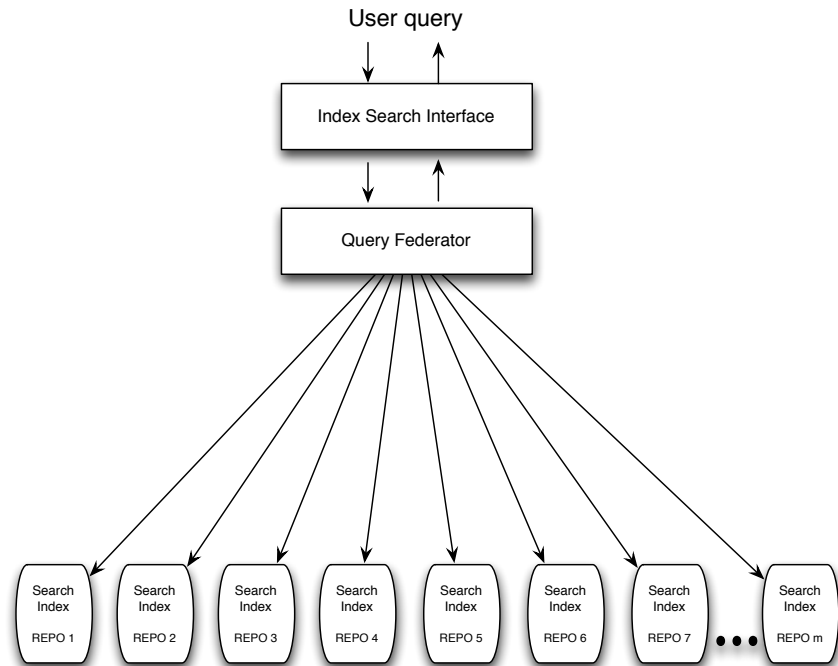 User query
Index Search Interface
Query Federator
Search
Index
REPO 1
Search
Index
REPO 2
Search
Index
REPO 3
Search
Index
REPO 4
Search
Index
REPO 5
Search
Index
REPO 6
Search
Index
REPO 7
Search
Index
REPO m